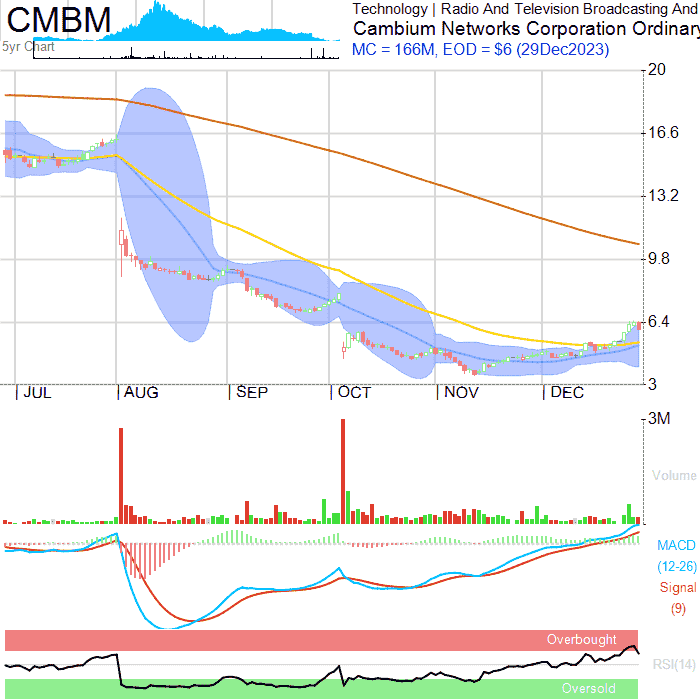 CMBM
5yr Chart
Technology | Radio And Television Broadcasting And
Cambium Networks Corporation Ordinary
MC = 166M, EOD = $6 (29Dec2023)
20
16.6
13.2
9.8
6.4
3
JUL AUG SEP OCT NOV DEC
3M
Volume
MACD
(12-26)
Signal
(9)
Overbought
RSI(14)
Oversold